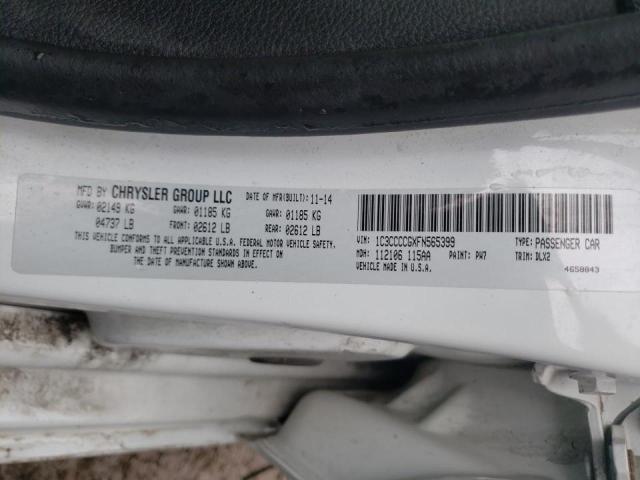 MFD BY CHRYSLER GROUP LLC DATE OF MFR(BUILT): 11-14
GVWR: 02149 KG GAWR: 01185 KG GAWR: 01185 KG
04737 LB FRONT: 02612 LB REAR: 02612 LB
THIS VEHICLE CONFORMS TO ALL APPLICABLE U.S.A. FEDERAL MOTOR VEHICLE SAFETY,
BUMPER AND THEFT PREVENTION STANDARDS IN EFFECT ON
THE DATE OF MANUFACTURE SHOWN ABOVE.
VIN: 1C3CCCCGXFN565399 TYPE: PASSENGER CAR
MDH: 112106 115AA PAINT: PW7 TRIM: DLX2
VEHICLE MADE IN U.S.A. 4658043